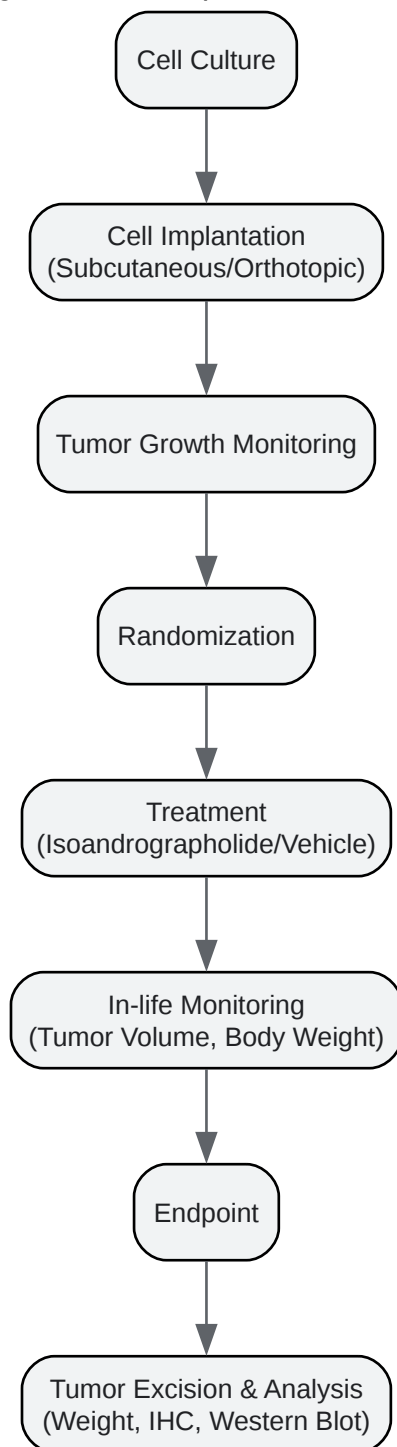 Cell Culture
Cell Implantation
(Subcutaneous/Orthotopic)
Tumor Growth Monitoring
Randomization
Treatment
(Isoandrographolide/Vehicle)
In-life Monitoring
(Tumor Volume, Body Weight)
Endpoint
Tumor Excision & Analysis
(Weight, IHC, Western Blot)